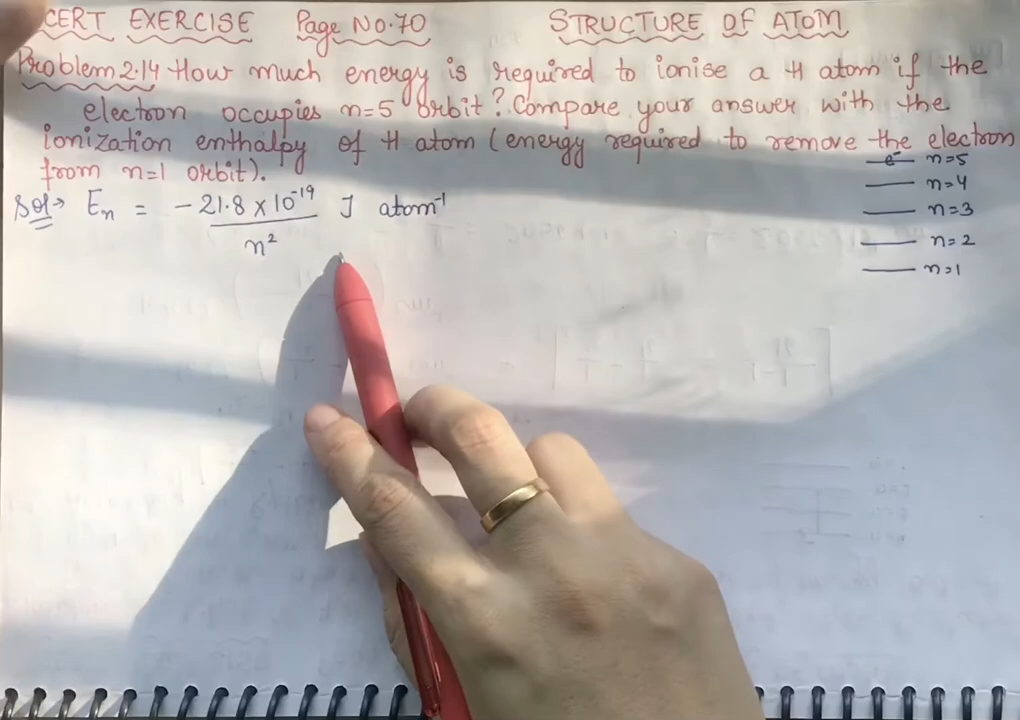 CERT EXERCISE Page No.70 STRUCTURE OF ATOM
Problem 2.14 How much energy is required to ionise a H atom if the
electron occupies n=5 orbit? Compare your answer with the
ionization enthalpy of H atom (energy required to remove the electron
from n=1 orbit).
e⁻ n=5
n=4
n=3
n=2
n=1
Sol→ En = -21.8 x 10⁻¹⁹ J atom⁻¹
n²